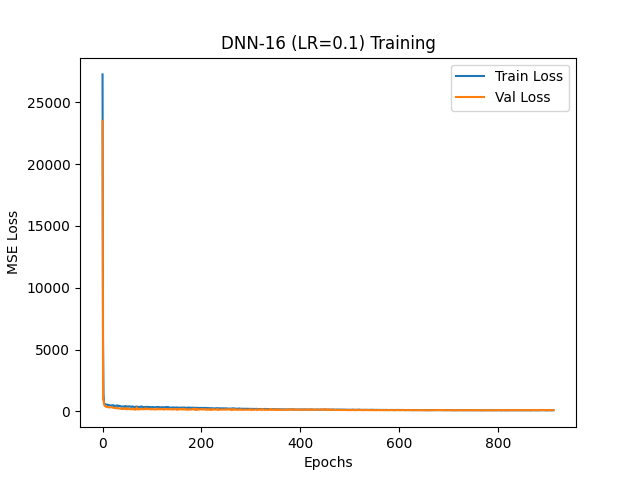 DNN-16 (LR=0.1) Training
Train Loss
Val Loss
25000
20000
15000
10000
5000
0
MSE Loss
0 200 400 600 800
Epochs